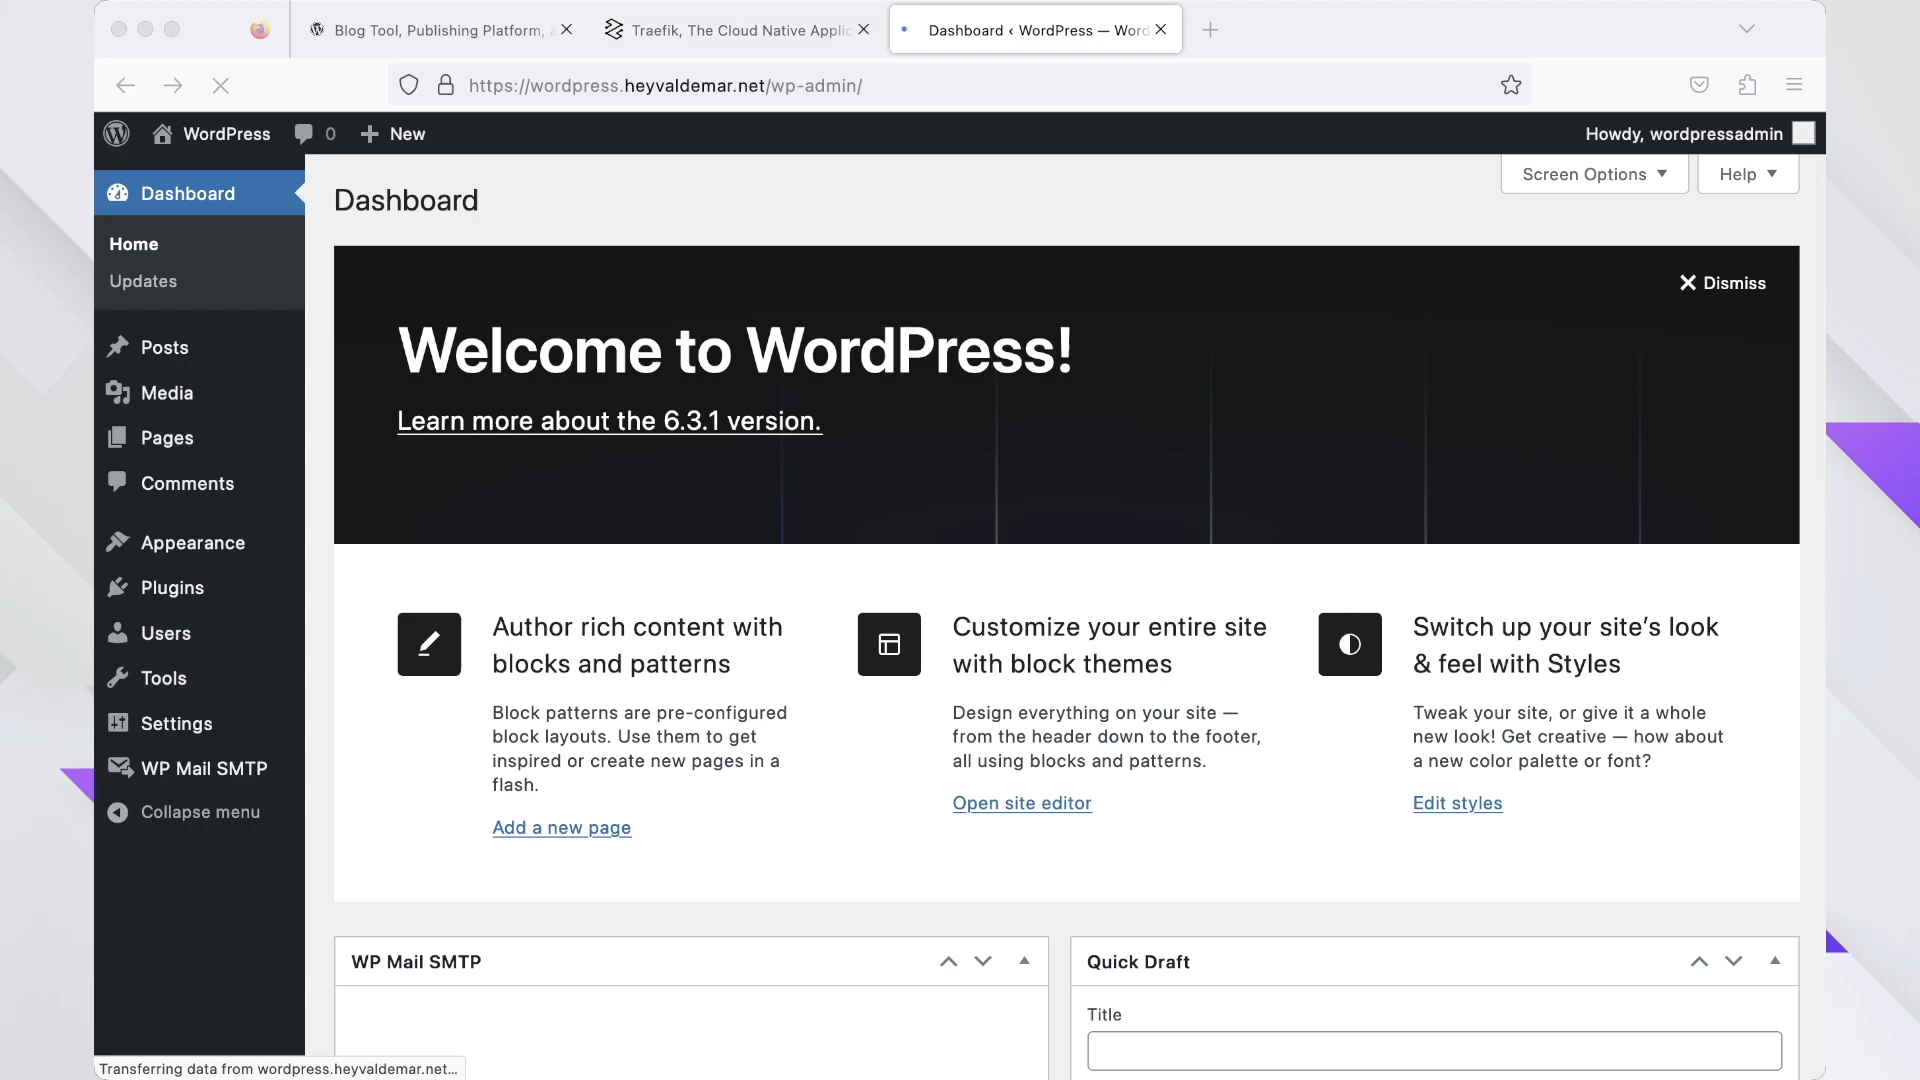 Blog Tool, Publishing Platform, a
Traefik, The Cloud Native Applic
Dashboard ‹ WordPress — Word
https://wordpress.heyvaldemar.net/wp-admin/
WordPress
0
New
Howdy, wordpressadmin
Screen Options
Help
Dashboard
Home
Updates
Posts
Media
Pages
Comments
Appearance
Plugins
Users
Tools
Settings
WP Mail SMTP
Collapse menu
Dashboard
Dismiss
Welcome to WordPress!
Learn more about the 6.3.1 version.
Author rich content with
blocks and patterns
Block patterns are pre-configured
block layouts. Use them to get
inspired or create new pages in a
flash.
Add a new page
Customize your entire site
with block themes
Design everything on your site —
from the header down to the footer,
all using blocks and patterns.
Open site editor
Switch up your site’s look
& feel with Styles
Tweak your site, or give it a whole
new look! Get creative — how about
a new color palette or font?
Edit styles
WP Mail SMTP
Quick Draft
Title
Transferring data from wordpress.heyvaldemar.net…